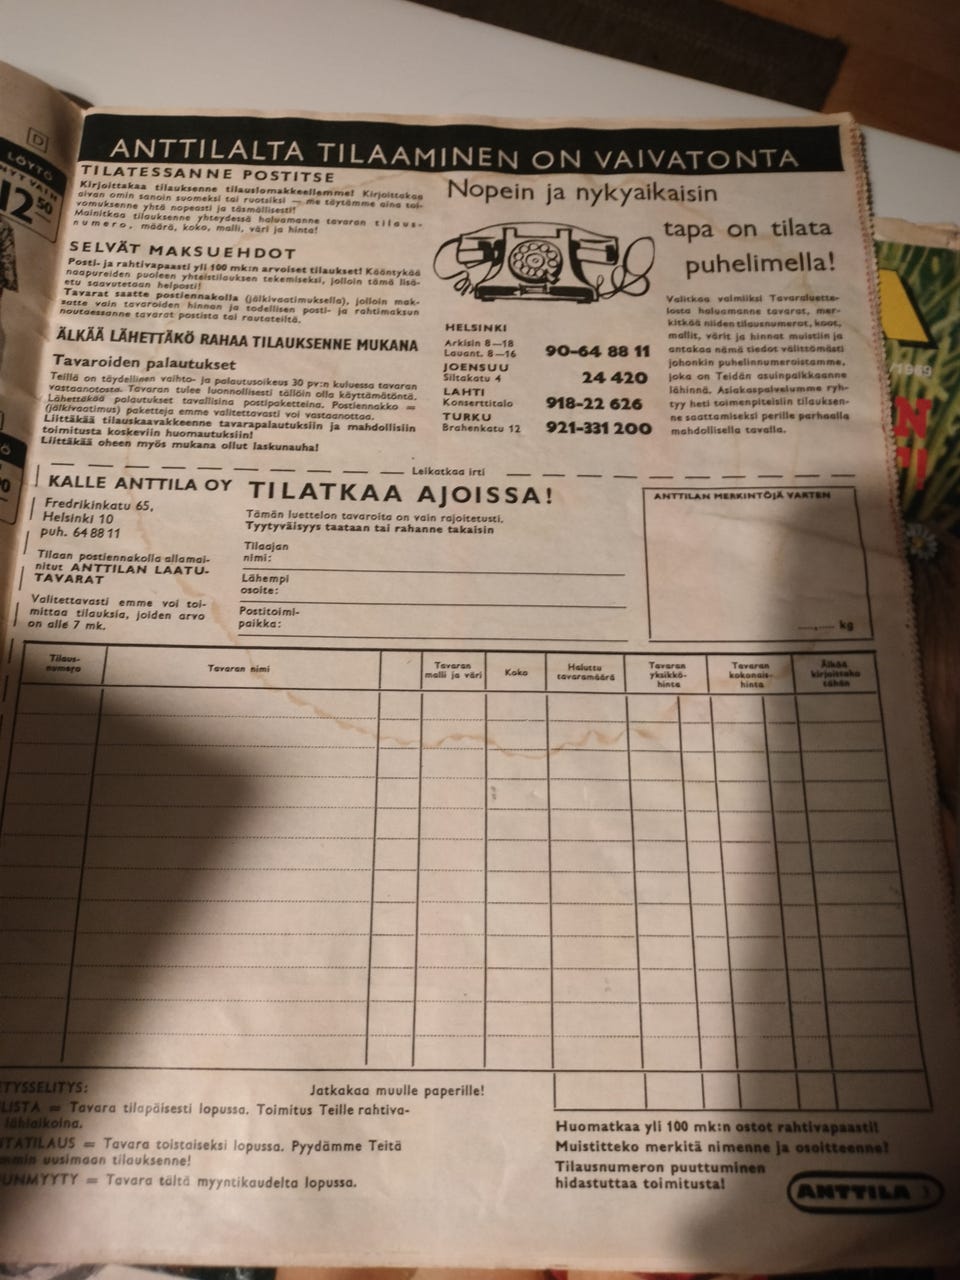 D
LÖYTÖ
NYT VAIN
12 50
ANTTILALTA TILAAMINEN ON VAIVATONTA
TILATESSANNE POSTITSE
Kirjoittakaa tilauksenne tilauslomakkeellemme! Kirjoittakaa
aivan omin sanoin suomeksi tai ruotsiksi — me täytämme aina toi-
vomuksenne yhtä nopeasti ja täsmällisesti!
Mainitkaa tilauksenne yhteydessä haluamanne tavaran tilaus-
numero, määrä, koko, malli, väri ja hinta!
SELVÄT MAKSUEHDOT
Posti- ja rahtivapaasti yli 100 mk:n arvoiset tilaukset! Kääntykää
naapureiden puoleen yhteistilauksen tekemiseksi, jolloin tämä lisä-
etu saavutetaan helposti!
Tavarat saatte postiennakolla (jälkivaatimuksella), jolloin mak-
satte vain tavaroiden hinnan ja todellisen posti- ja rahtimaksun
noutaessanne tavarat postista tai rautateiltä.
ÄLKÄÄ LÄHETTÄKÖ RAHAA TILAUKSENNE MUKANA
Tavaroiden palautukset
Teillä on täydellinen vaihto- ja palautusoikeus 30 pv:n kuluessa tavaran
vastaanotosta. Tavaran tulee luonnollisesti tällöin olla käyttämätöntä.
Lähettäkää palautukset tavallisina postipaketteina. Postiennakko =
(jälkivaatimus) paketteja emme valitettavasti voi vastaanottaa.
Liittäkää tilauskaavakkeenne tavarapalautuksiin ja mahdollisiin
toimitusta koskeviin huomautuksiin!
Liittäkää oheen myös mukana ollut laskunauha!
Nopein ja nykyaikaisin
tapa on tilata
puhelimella!
HELSINKI
Arkisin 8—18
Lauant. 8—16 90-64 88 11
JOENSUU
Siltakatu 4 24 420
LAHTI
Konserttitalo 918-22 626
TURKU
Brahenkatu 12 921-331 200
Valitkaa valmiiksi Tavaraluette-
losta haluamanne tavarat, mer-
kitkää niiden tilausnumerot, koot,
mallit, värit ja hinnat muistiin ja
antakaa nämä tiedot välittömästi
johonkin puhelinnumeroistamme,
joka on Teidän asuinpaikkaanne
lähinnä. Asiakaspalvelumme ryh-
tyy heti toimenpiteisiin tilauksen-
ne saattamiseksi perille parhaalla
mahdollisella tavalla.
/1969
Leikatkaa irti
KALLE ANTTILA OY
Fredrikinkatu 65,
Helsinki 10
puh. 64 88 11
Tilaan postiennakolla allamai-
nitut ANTTILAN LAATU-
TAVARAT
Valitettavasti emme voi toi-
mittaa tilauksia, joiden arvo
on alle 7 mk.
TILATKAA AJOISSA!
Tämän luettelon tavaroita on vain rajoitetusti.
Tyytyväisyys taataan tai rahanne takaisin
Tilaajan
nimi:
Lähempi
osoite:
Postitoimi-
paikka:
ANTTILAN MERKINTÖJÄ VARTEN
kg
Tilaus-
numero
Tavaran nimi
Tavaran
malli ja väri
Koko
Haluttu
tavaramäärä
Tavaran
yksikkö-
hinta
Tavaran
kokonais-
hinta
Älkää
kirjoittako
tähän
TYSSELITYS:
Jatkakaa muulle paperille!
LISTA = Tavara tilapäisesti lopussa. Toimitus Teille rahtiva-
lähiaikoina.
TATILAUS = Tavara toistaiseksi lopussa. Pyydämme Teitä
uusimaan tilauksenne!
UNMYYTY = Tavara tältä myyntikaudelta lopussa.
Huomatkaa yli 100 mk:n ostot rahtivapaasti!
Muistitteko merkitä nimenne ja osoitteenne?
Tilausnumeron puuttuminen
hidastuttaa toimitusta!
ANTTILA